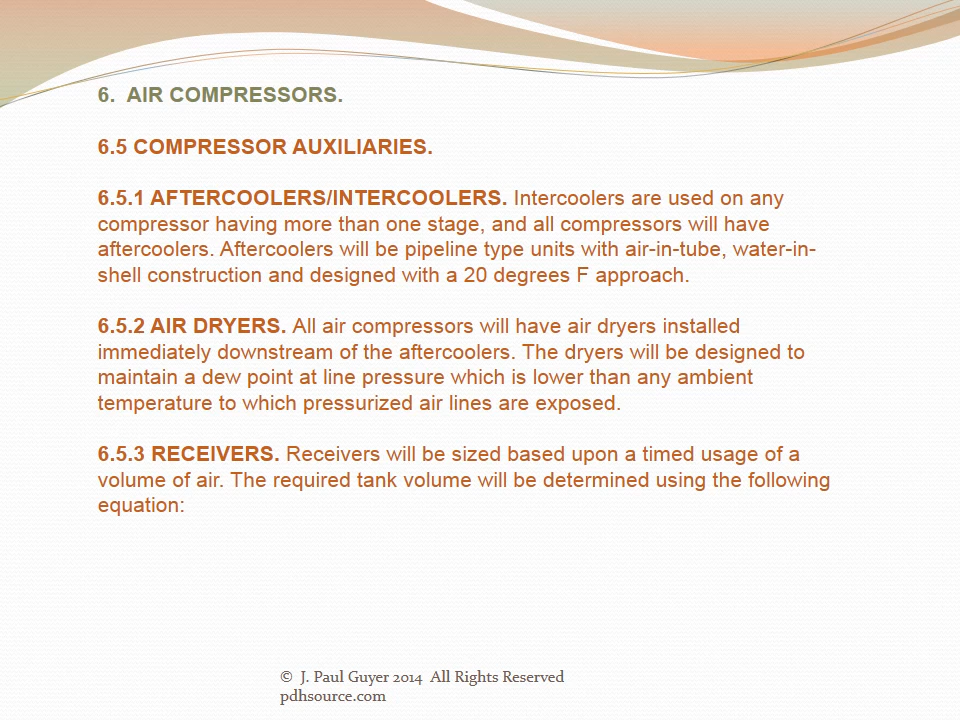 6.  AIR COMPRESSORS.
6.5 COMPRESSOR AUXILIARIES.
6.5.1 AFTERCOOLERS/INTERCOOLERS. Intercoolers are used on any
compressor having more than one stage, and all compressors will have
aftercoolers. Aftercoolers will be pipeline type units with air-in-tube, water-in-
shell construction and designed with a 20 degrees F approach.
6.5.2 AIR DRYERS. All air compressors will have air dryers installed
immediately downstream of the aftercoolers. The dryers will be designed to
maintain a dew point at line pressure which is lower than any ambient
temperature to which pressurized air lines are exposed.
6.5.3 RECEIVERS. Receivers will be sized based upon a timed usage of a
volume of air. The required tank volume will be determined using the following
equation:
©  J. Paul Guyer 2014  All Rights Reserved
pdhsource.com